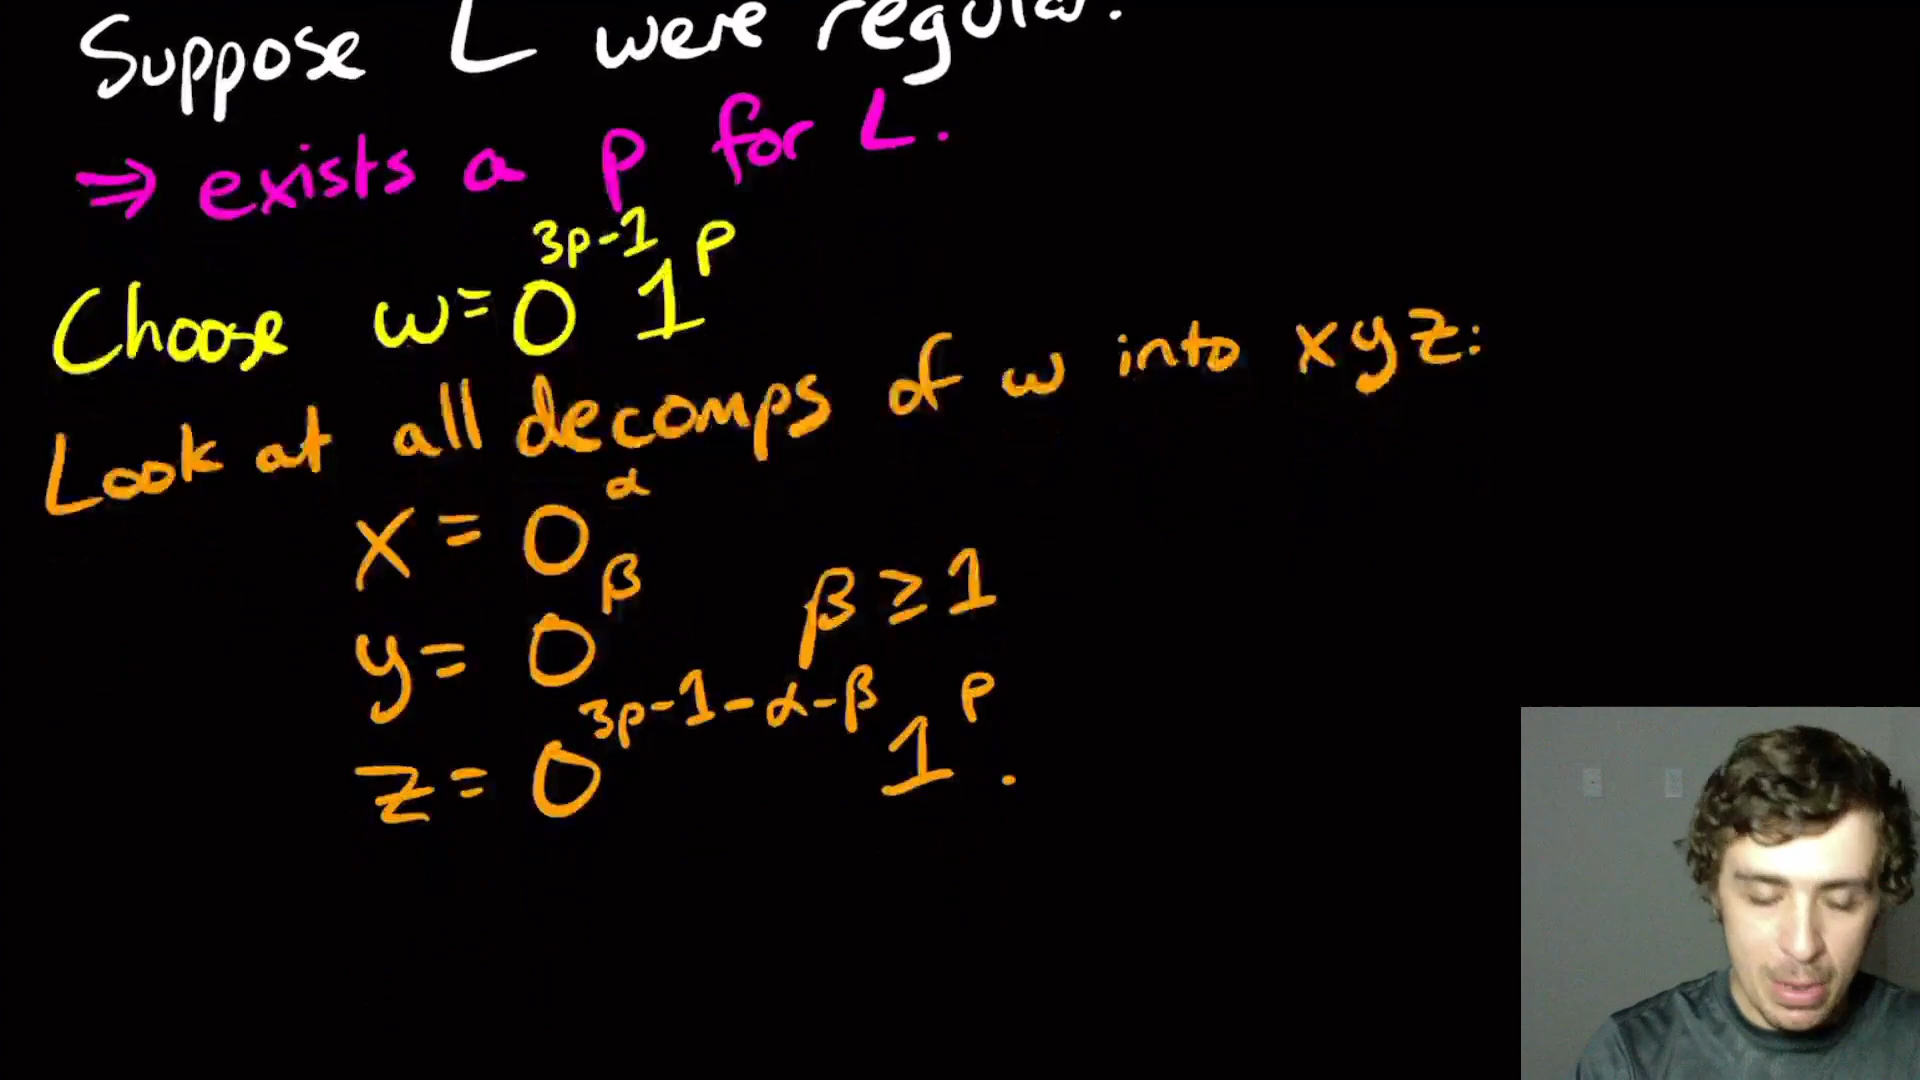 Suppose L were regular.
⇒ exists a p for L.
Choose w = 0^{3p-1} 1^p
Look at all decomps of w into xyz:
x = 0^α
y = 0^β β ≥ 1
z = 0^{3p-1-α-β} 1^p.